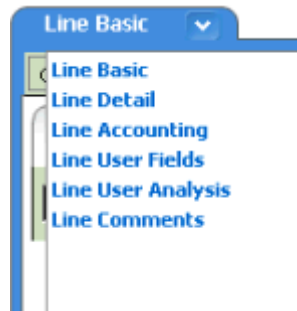 Line Basic
Line Basic
Line Detail
Line Accounting
Line User Fields
Line User Analysis
Line Comments